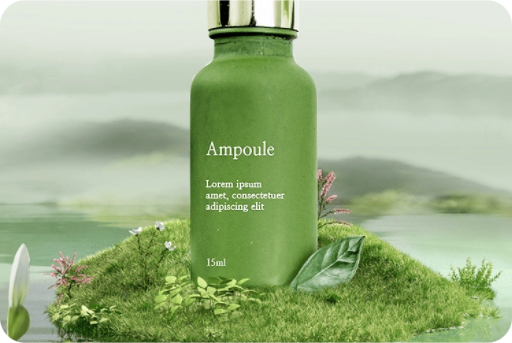 Ampoule
Lorem ipsum
amet, consectetuer
adipiscing elit
15ml